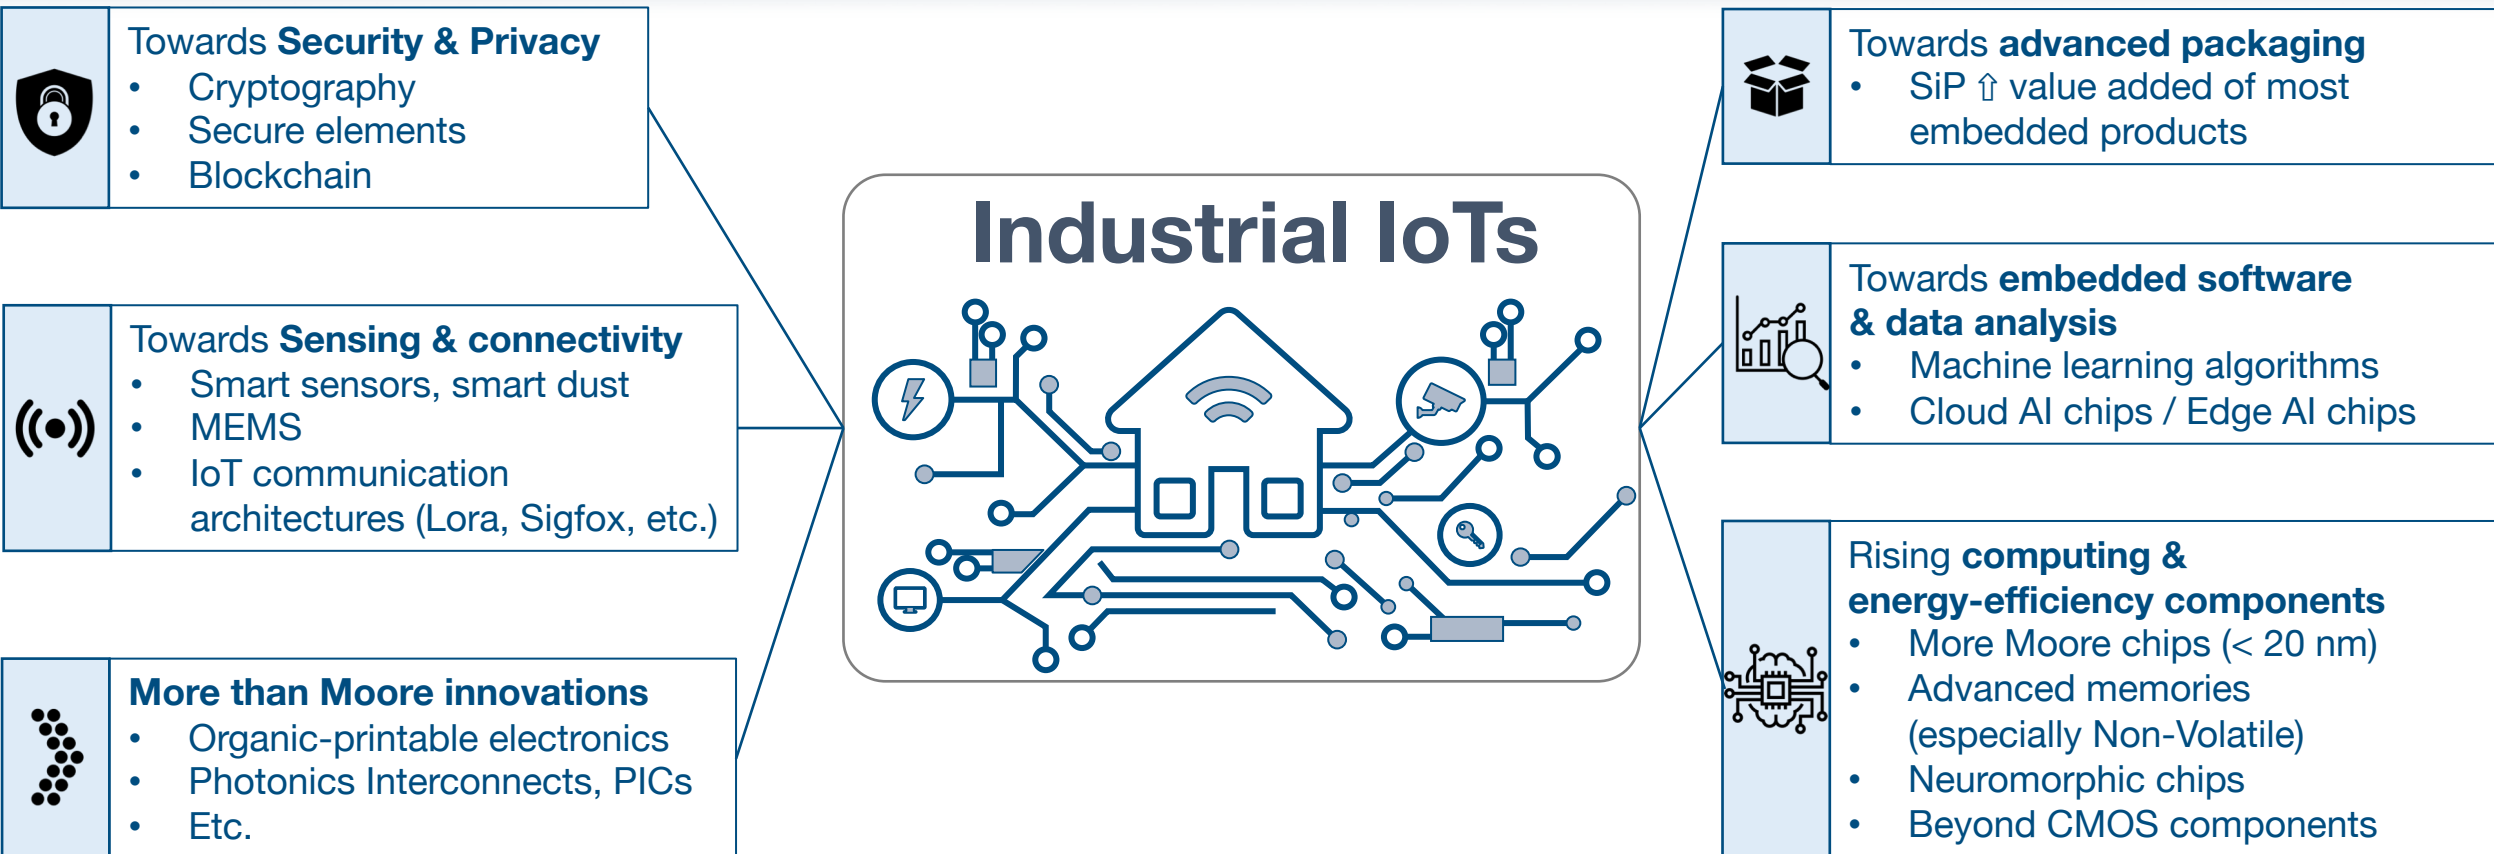 Towards Security & Privacy
• Cryptography
• Secure elements
• Blockchain
Towards Sensing & connectivity
• Smart sensors, smart dust
• MEMS
• IoT communication
architectures (Lora, Sigfox, etc.)
More than Moore innovations
• Organic-printable electronics
• Photonics Interconnects, PICs
• Etc.
Industrial IoTs
Towards advanced packaging
• SiP ⇧ value added of most
embedded products
Towards embedded software
& data analysis
• Machine learning algorithms
• Cloud AI chips / Edge AI chips
Rising computing &
energy-efficiency components
• More Moore chips (< 20 nm)
• Advanced memories
(especially Non-Volatile)
• Neuromorphic chips
• Beyond CMOS components